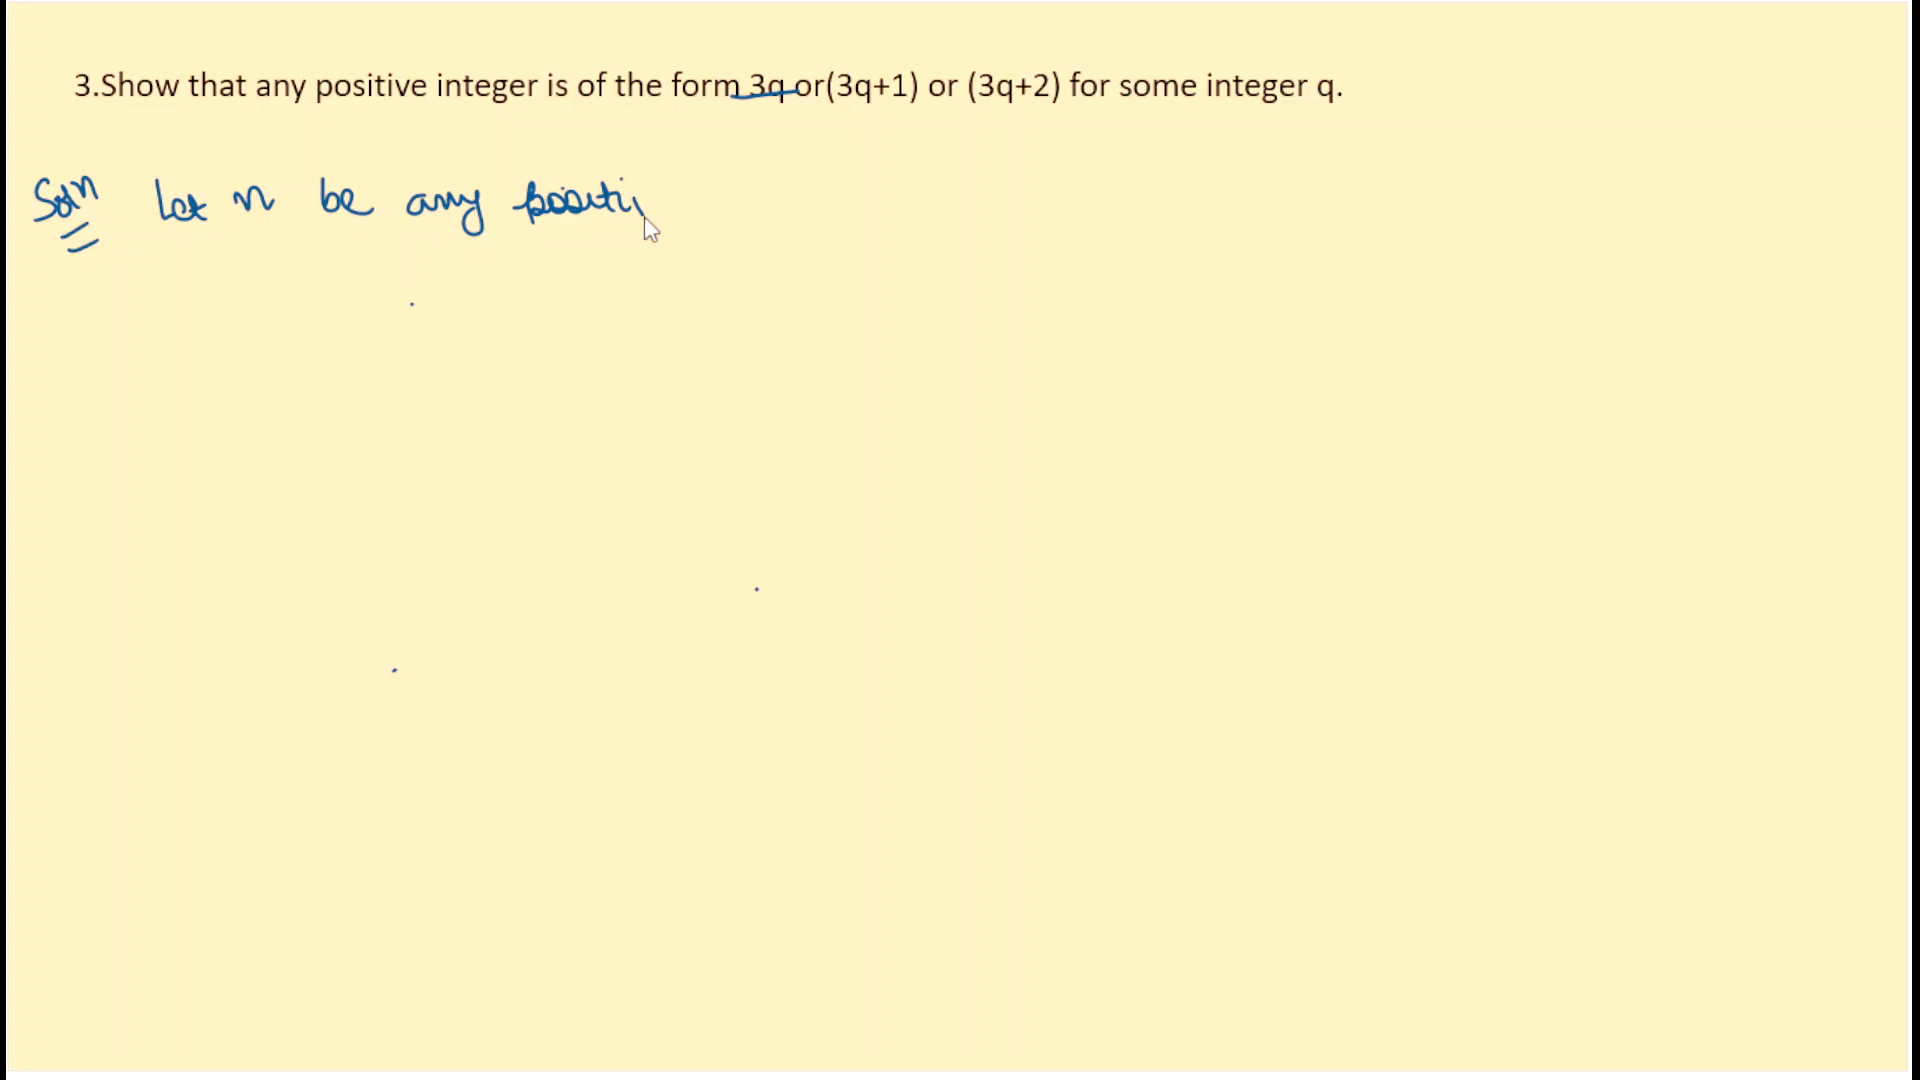 3.Show that any positive integer is of the form 3q or(3q+1) or (3q+2) for some integer q.
Soln Let n be any positi